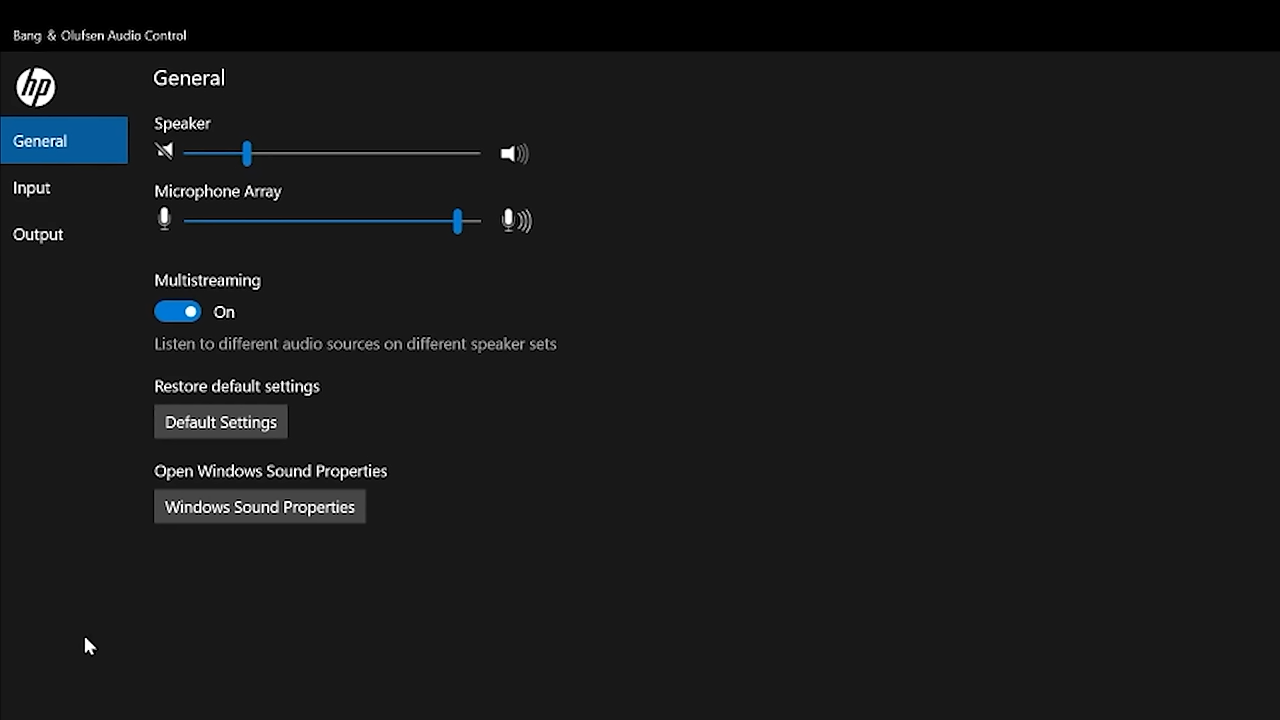 Bang & Olufsen Audio Control
hp
General
Input
Output
General
Speaker
Microphone Array
Multistreaming
On
Listen to different audio sources on different speaker sets
Restore default settings
Default Settings
Open Windows Sound Properties
Windows Sound Properties